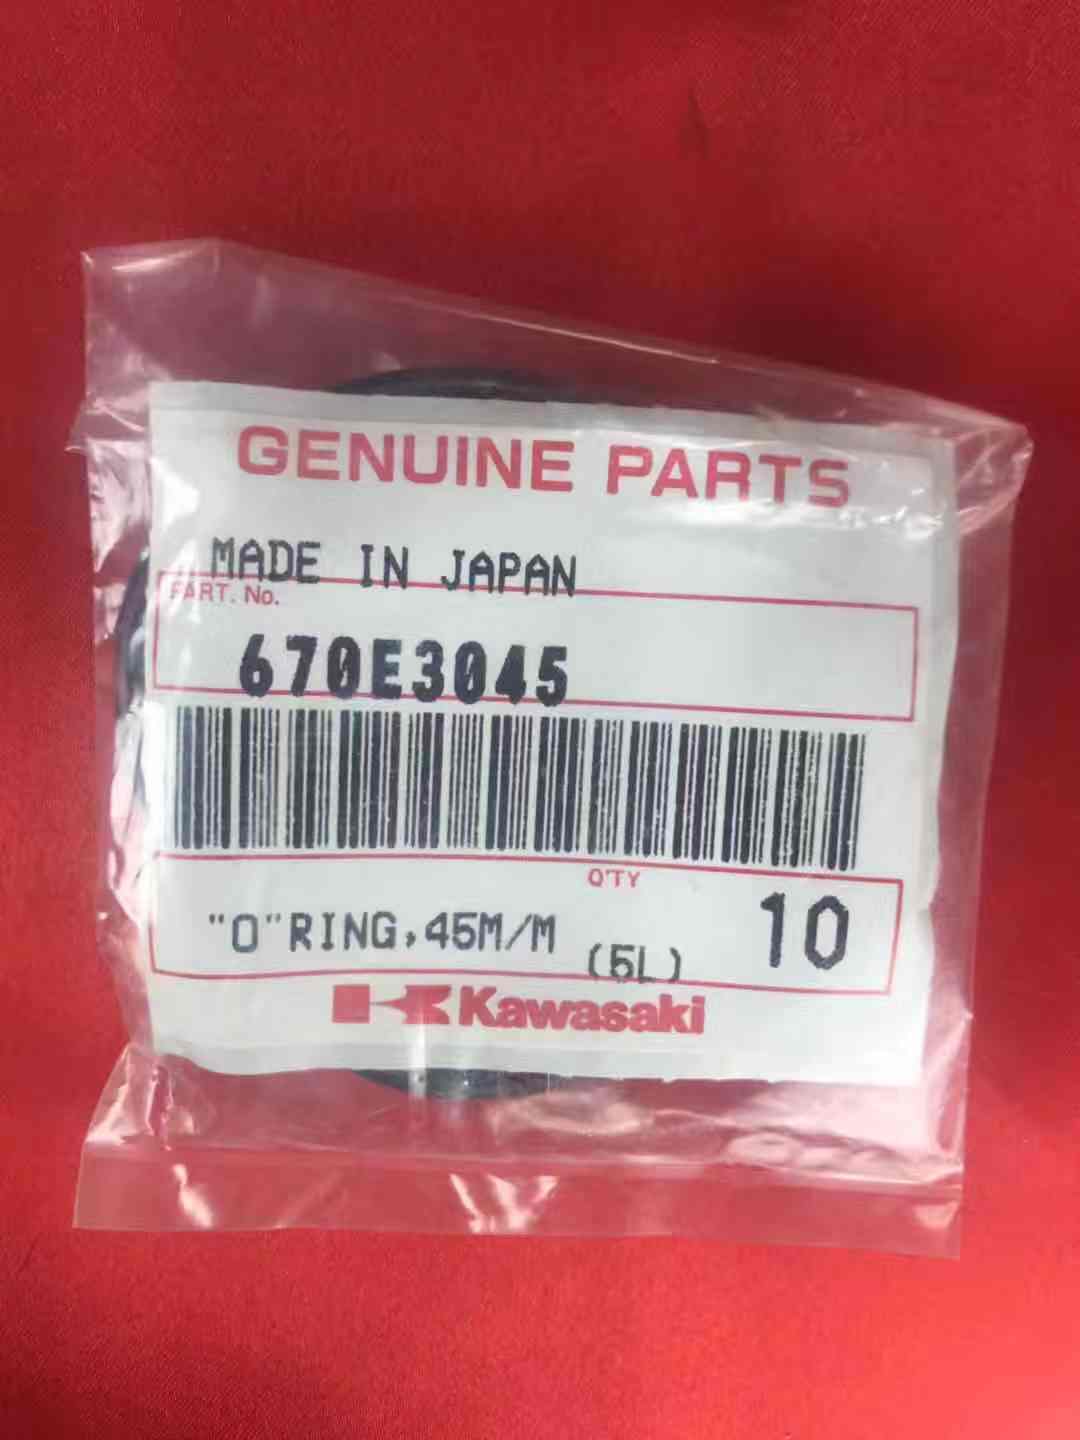 GENUINE PARTS
MADE IN JAPAN
PART. No.
670E3045
Q'TY
"O"RING,45M/M
(5L)
10
Kawasaki